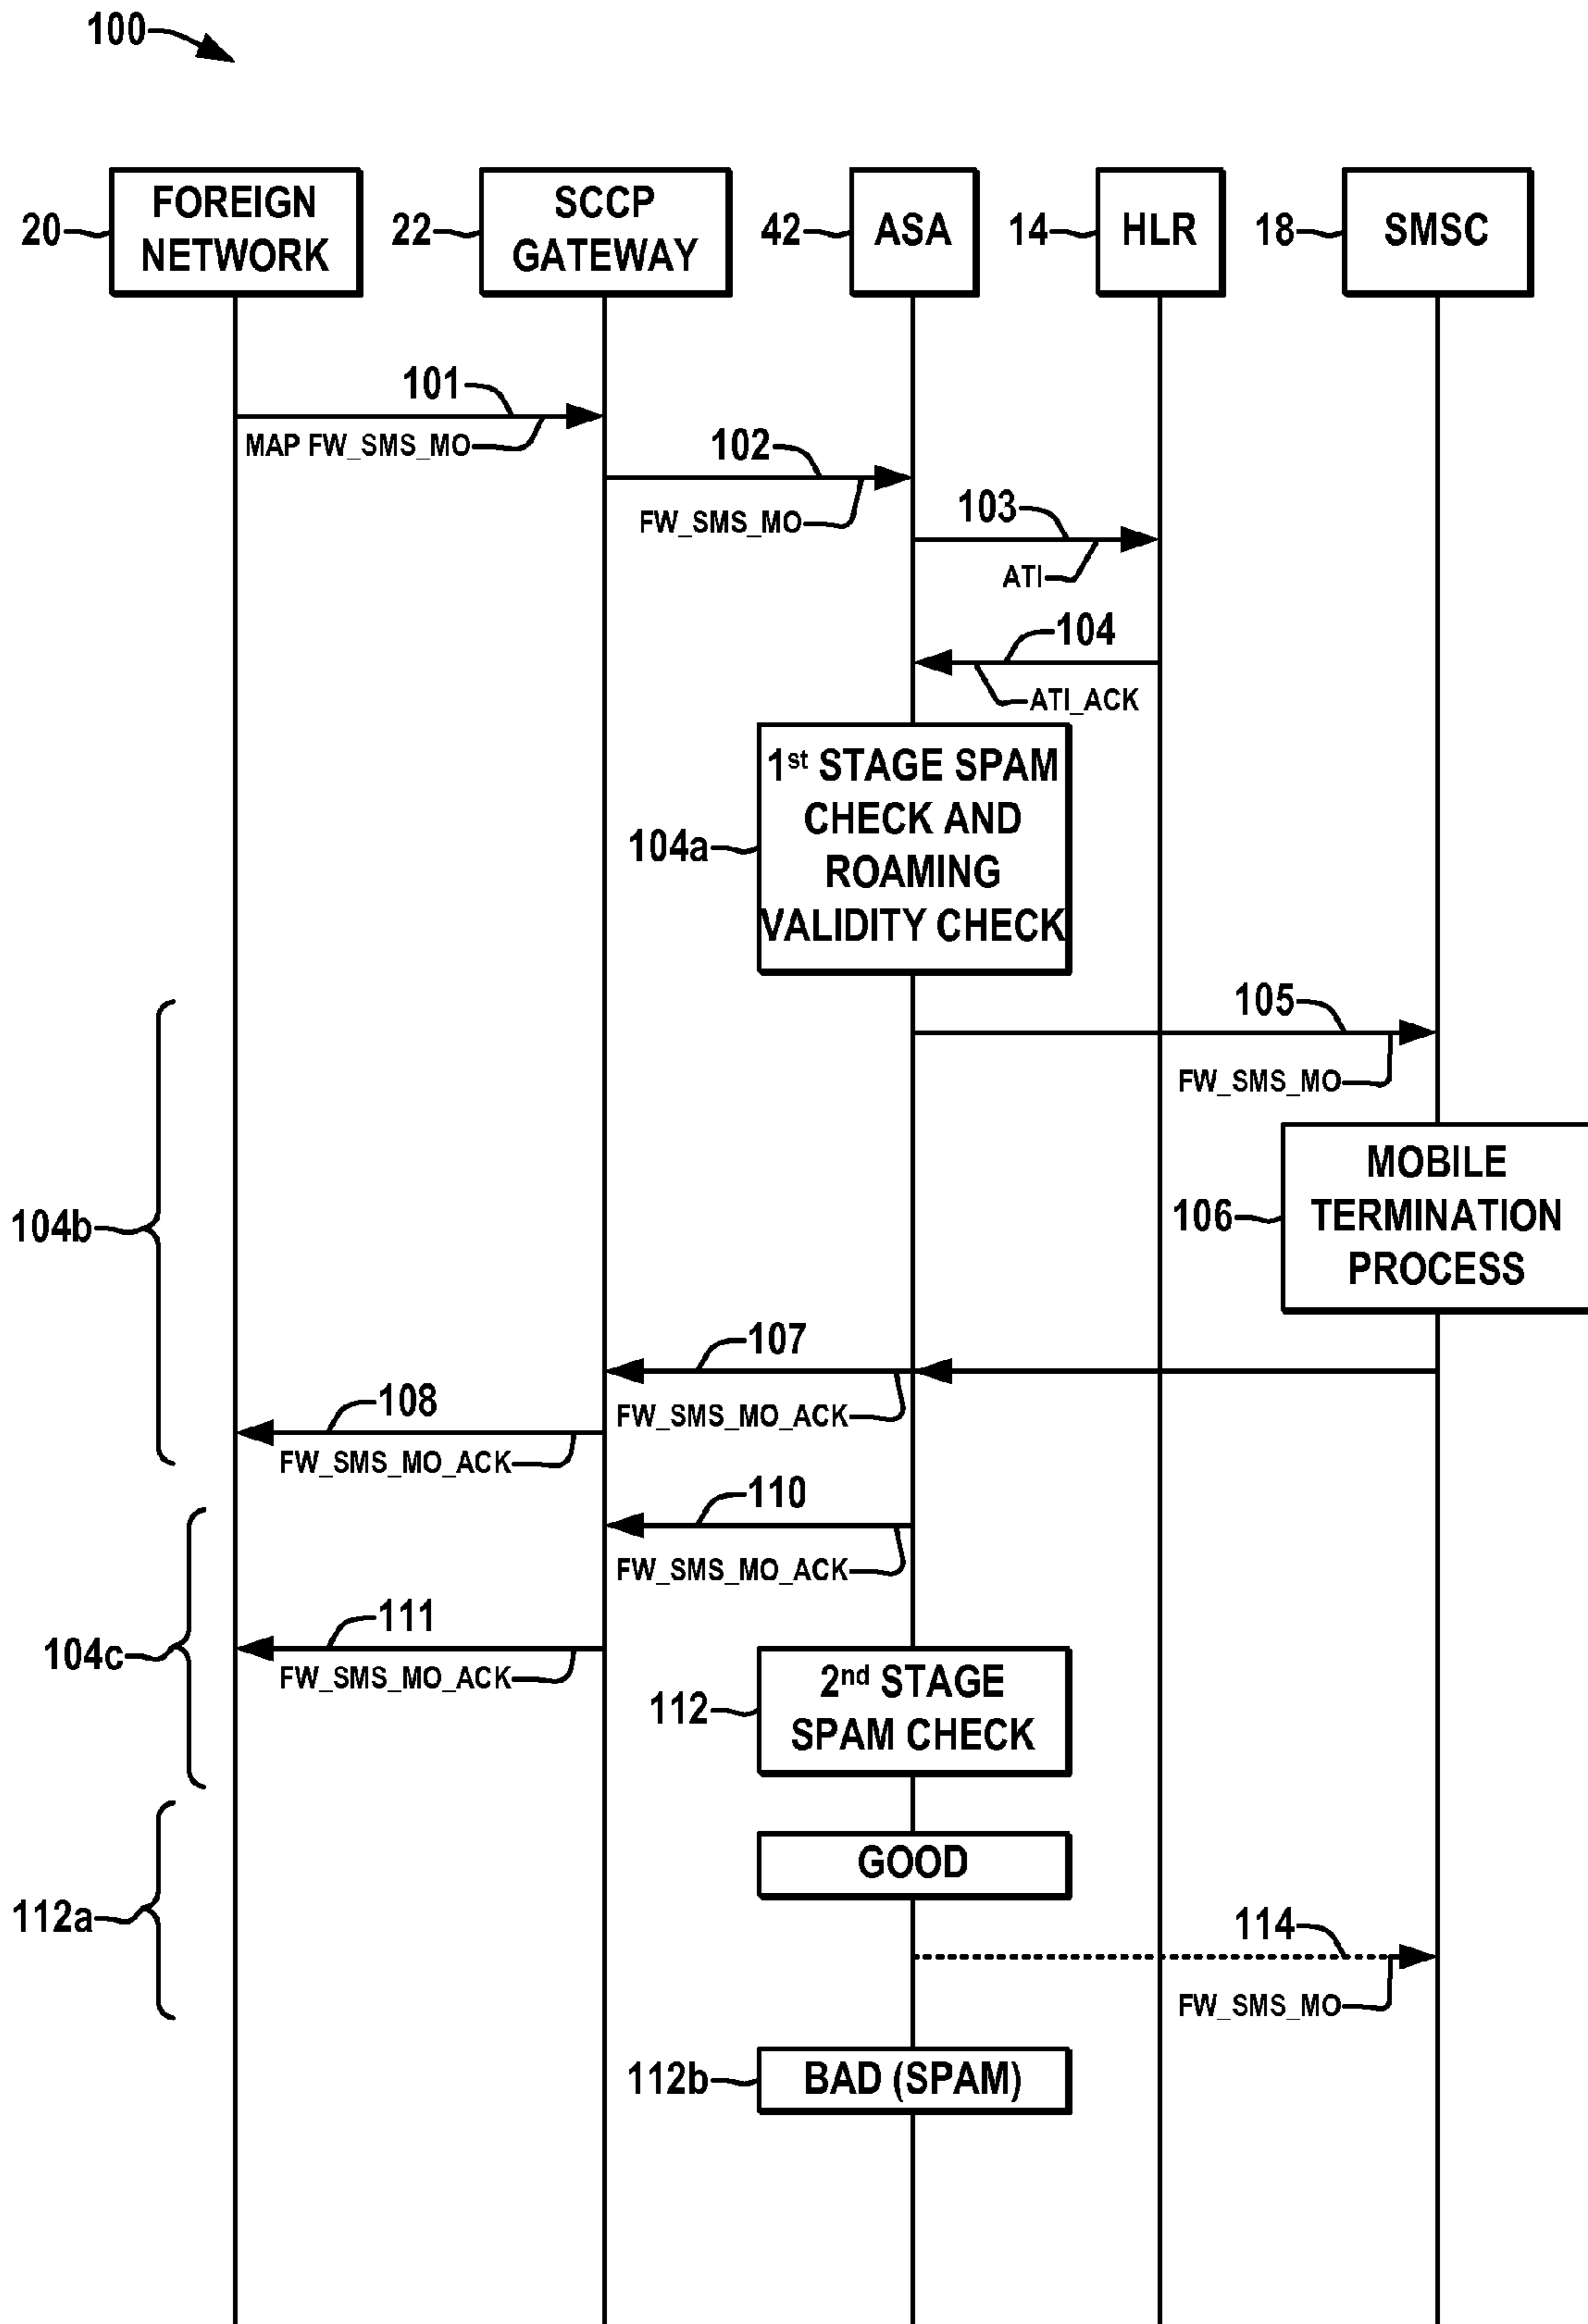 100
FOREIGN
NETWORK
20
SCCP
GATEWAY
22
ASA
42
HLR
14
SMSC
18
101
MAP FW_SMS_MO
102
FW_SMS_MO
103
ATI
104
ATI_ACK
1st STAGE SPAM
CHECK AND
ROAMING
VALIDITY CHECK
104a
105
FW_SMS_MO
MOBILE
TERMINATION
PROCESS
106
104b
107
FW_SMS_MO_ACK
108
FW_SMS_MO_ACK
110
FW_SMS_MO_ACK
104c
111
FW_SMS_MO_ACK
2nd STAGE
SPAM CHECK
112
GOOD
112a
114
FW_SMS_MO
112b
BAD (SPAM)